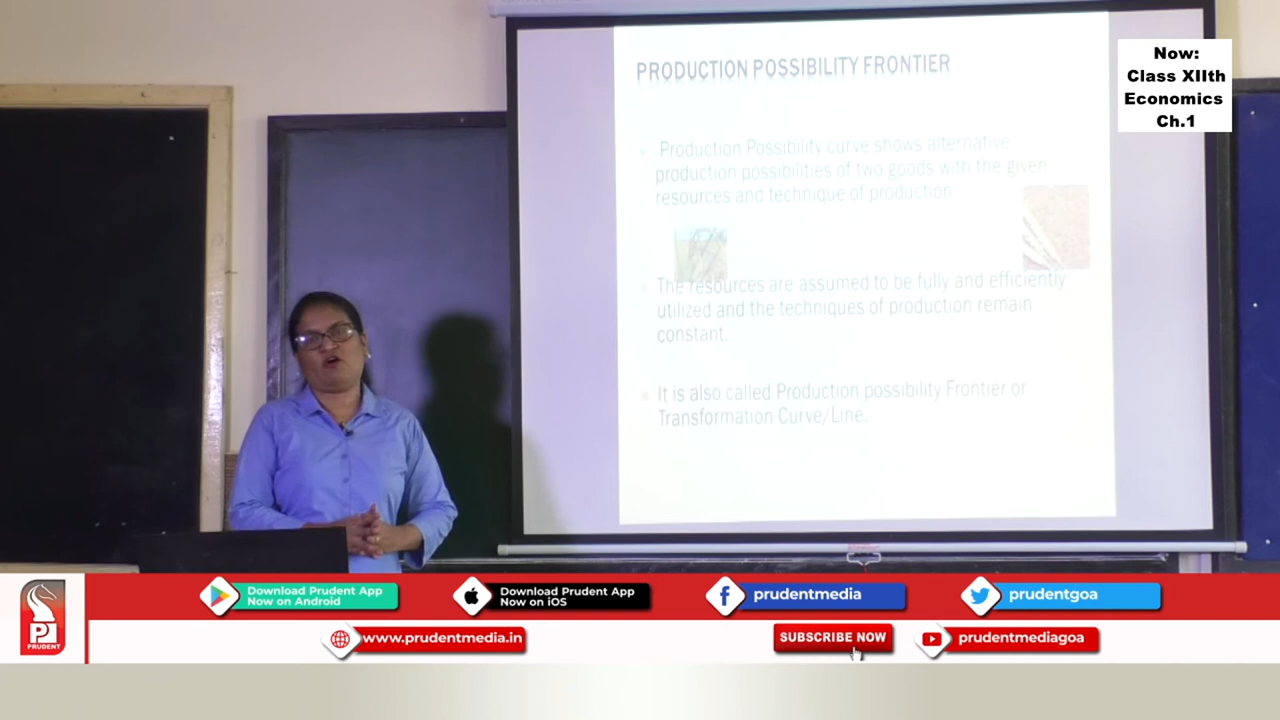 Now:
Class XIIth
Economics
Ch.1
PRODUCTION POSSIBILITY FRONTIER
Production Possibility curve shows alternative
production possibilities of two goods with the given
resources and technique of production.
The resources are assumed to be fully and efficiently
utilized and the techniques of production remain
constant.
It is also called Production possibility Frontier or
Transformation Curve/Line.
PRUDENT
Download Prudent App
Now on Android
Download Prudent App
Now on iOS
prudentmedia
prudentgoa
www.prudentmedia.in
SUBSCRIBE NOW
prudentmediagoa